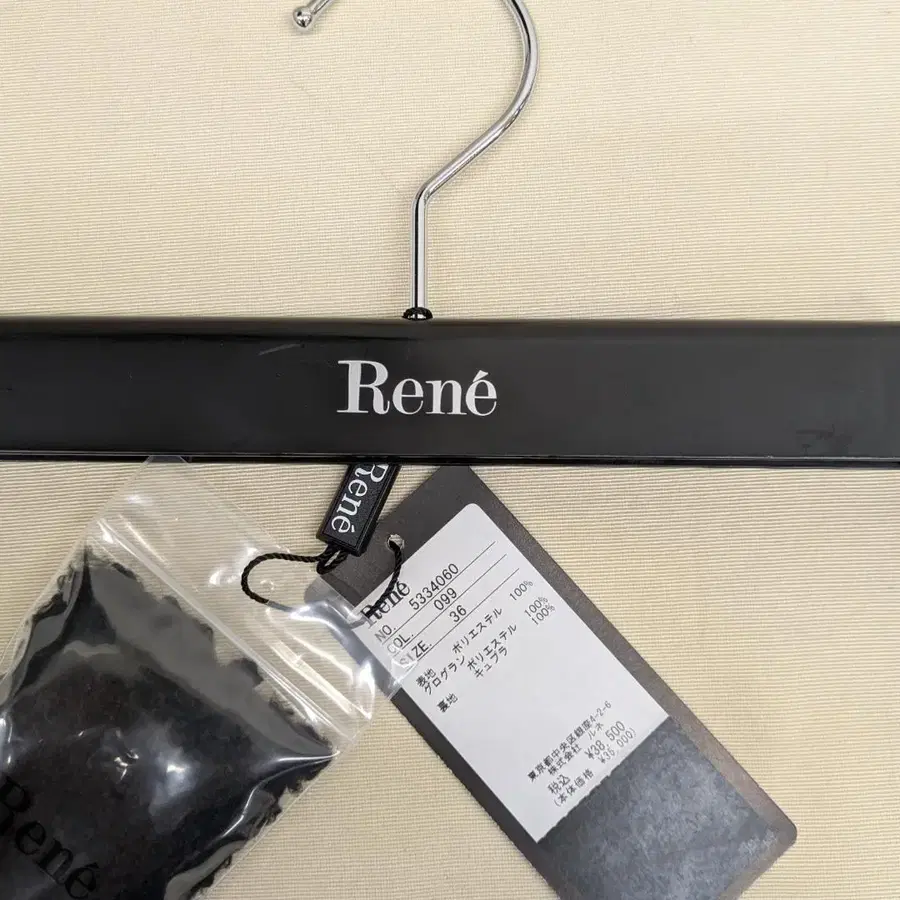 René
René
René
NO. 5334060
COL. 099
SIZE. 36
表地 ポリエステル 100%
グログラン ポリエステル 100%
裏地 キュプラ 100%
東京都中央区銀座4-2-6
株式会社 ルネ
税込 ¥38,500
(本体価格 ¥35,000)
René